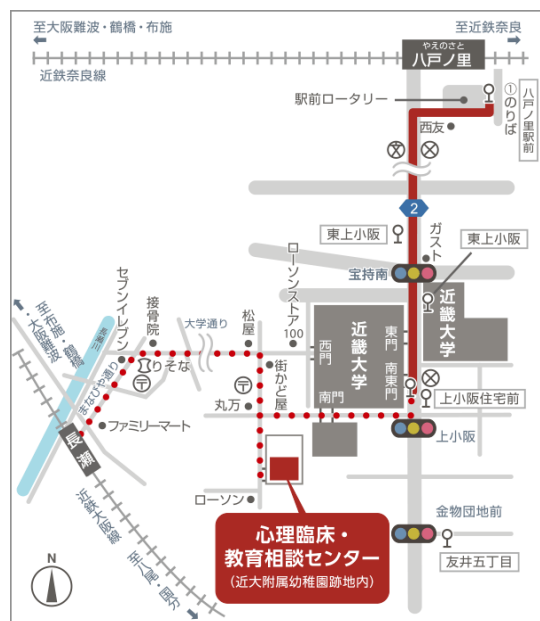 至大阪難波・鶴橋・布施
至近鉄奈良
近鉄奈良線
やえのさと
八戸ノ里
駅前ロータリー
①のりば
八戸ノ里駅前
西友
2
東上小阪
ガスト
東上小阪
宝持南
至布施・鶴橋・
大阪難波
長瀬川
セブンイレブン
接骨院
大学通り
松屋
ローソンストア
100
近畿大学
西門
東門
南東門
南門
近畿大学
まなびや通り
りそな
街かど屋
丸万
ファミリーマート
上小阪住宅前
上小阪
長瀬
近鉄大阪線
至八尾・国分
ローソン
心理臨床・
教育相談センター
(近大附属幼稚園跡地内)
金物団地前
友井五丁目
N